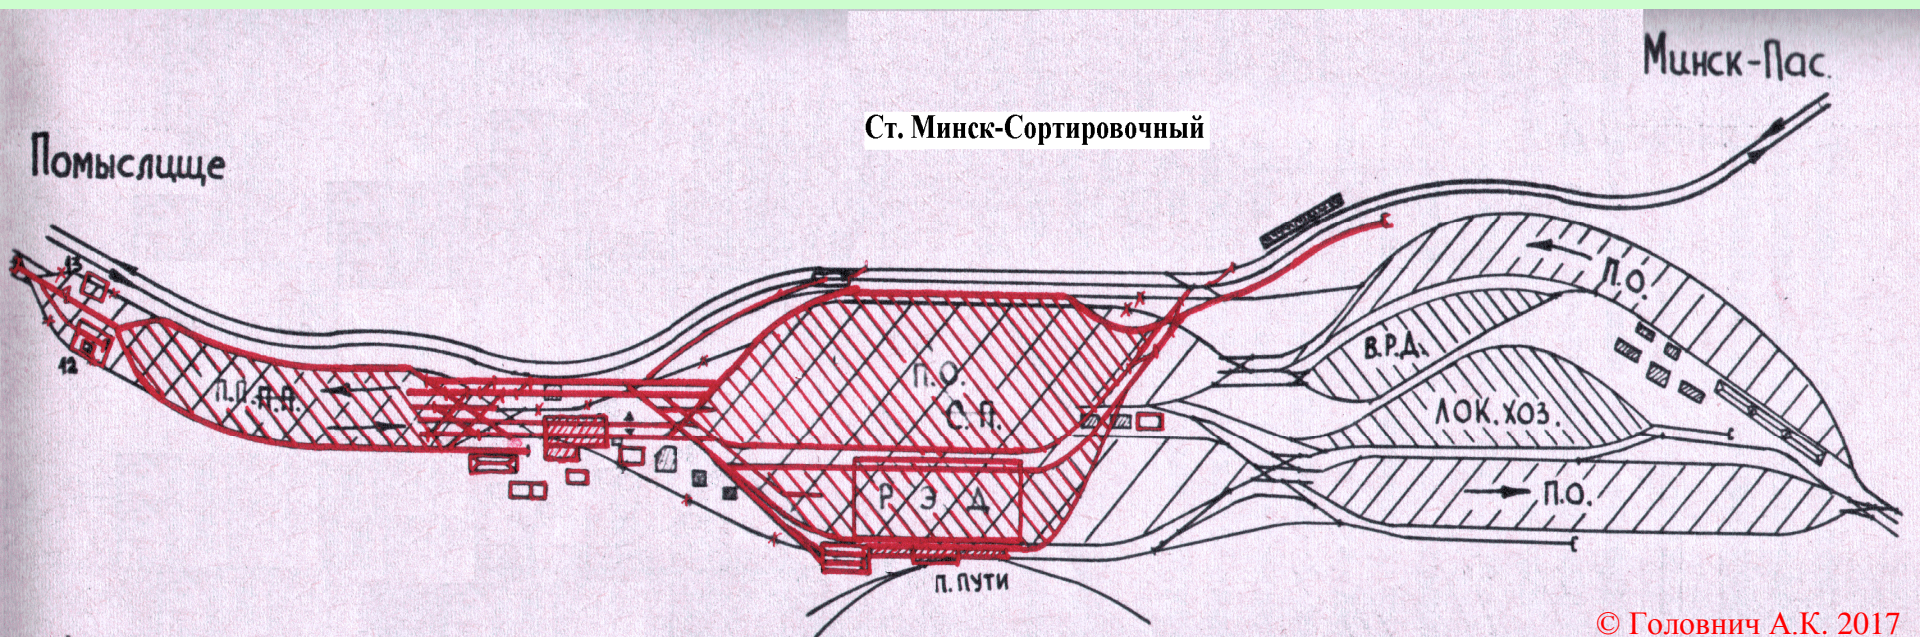 Минск-Пас.
Ст. Минск-Сортировочный
Помыслище
13
12
П.О.
В.Р.Д.
П.П.П.П.
П.О.
С.П.
ЛОК.ХОЗ.
Р Э Д
П.О.
П.ПУТИ
© Головнич А.К. 2017